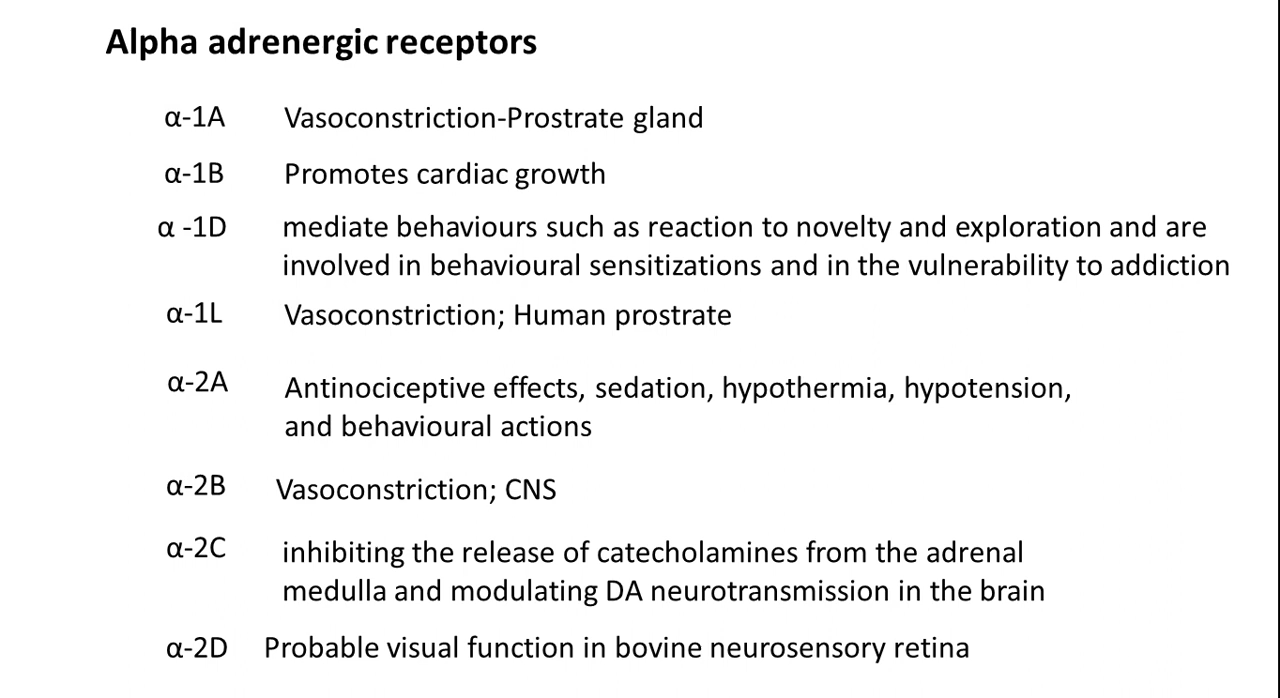 Alpha adrenergic receptors
α-1A Vasoconstriction-Prostrate gland
α-1B Promotes cardiac growth
α -1D mediate behaviours such as reaction to novelty and exploration and are
involved in behavioural sensitizations and in the vulnerability to addiction
α-1L Vasoconstriction; Human prostrate
α-2A Antinociceptive effects, sedation, hypothermia, hypotension,
and behavioural actions
α-2B Vasoconstriction; CNS
α-2C inhibiting the release of catecholamines from the adrenal
medulla and modulating DA neurotransmission in the brain
α-2D Probable visual function in bovine neurosensory retina